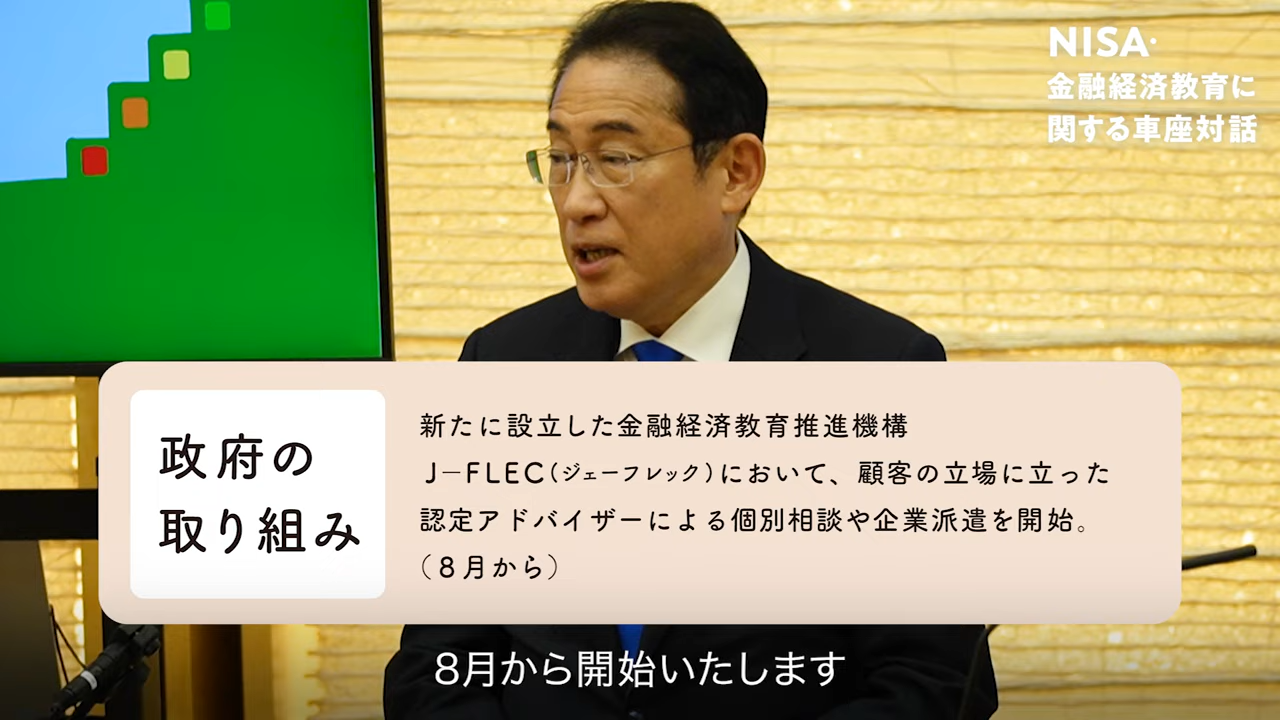 NISA・
金融経済教育に
関する車座対話
政府の
取り組み
新たに設立した金融経済教育推進機構
J－FLEC（ジェーフレック）において、顧客の立場に立った
認定アドバイザーによる個別相談や企業派遣を開始。
（８月から）
8月から開始いたします